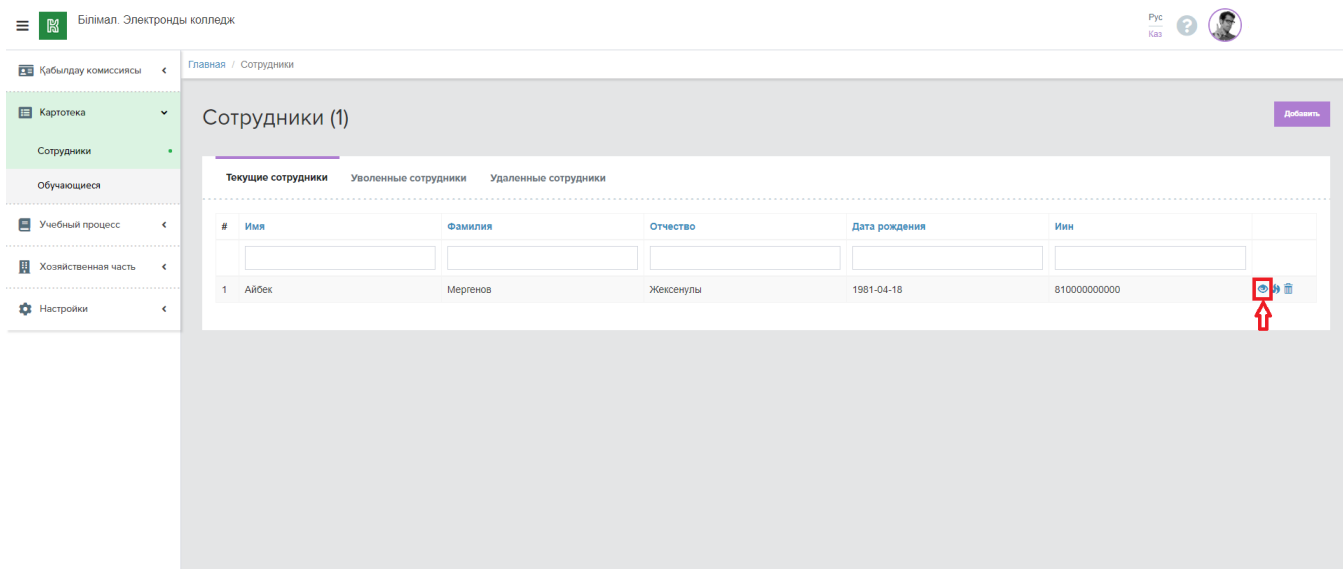 Білімал. Электронды колледж
Рус
Каз
?
Қабылдау комиссиясы
Главная / Сотрудники
Картотека
Сотрудники (1)
Добавить
Сотрудники
Обучающиеся
Текущие сотрудники Уволенные сотрудники Удаленные сотрудники
Учебный процесс
# Имя Фамилия Отчество Дата рождения Иин
Хозяйственная часть
1 Айбек Мергенов Жексенулы 1981-04-18 810000000000
Настройки